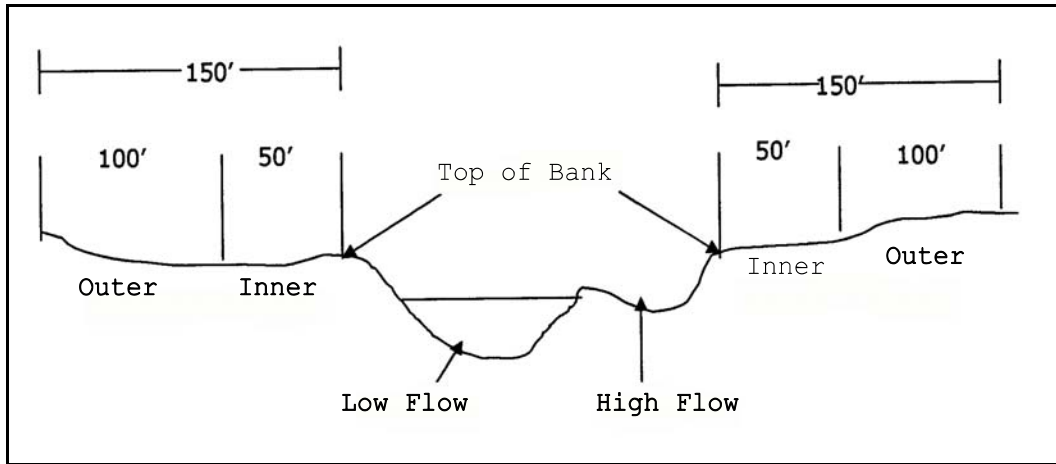 150'
150'
100'
50'
50'
100'
Top of Bank
Outer
Inner
Inner
Outer
Low Flow
High Flow